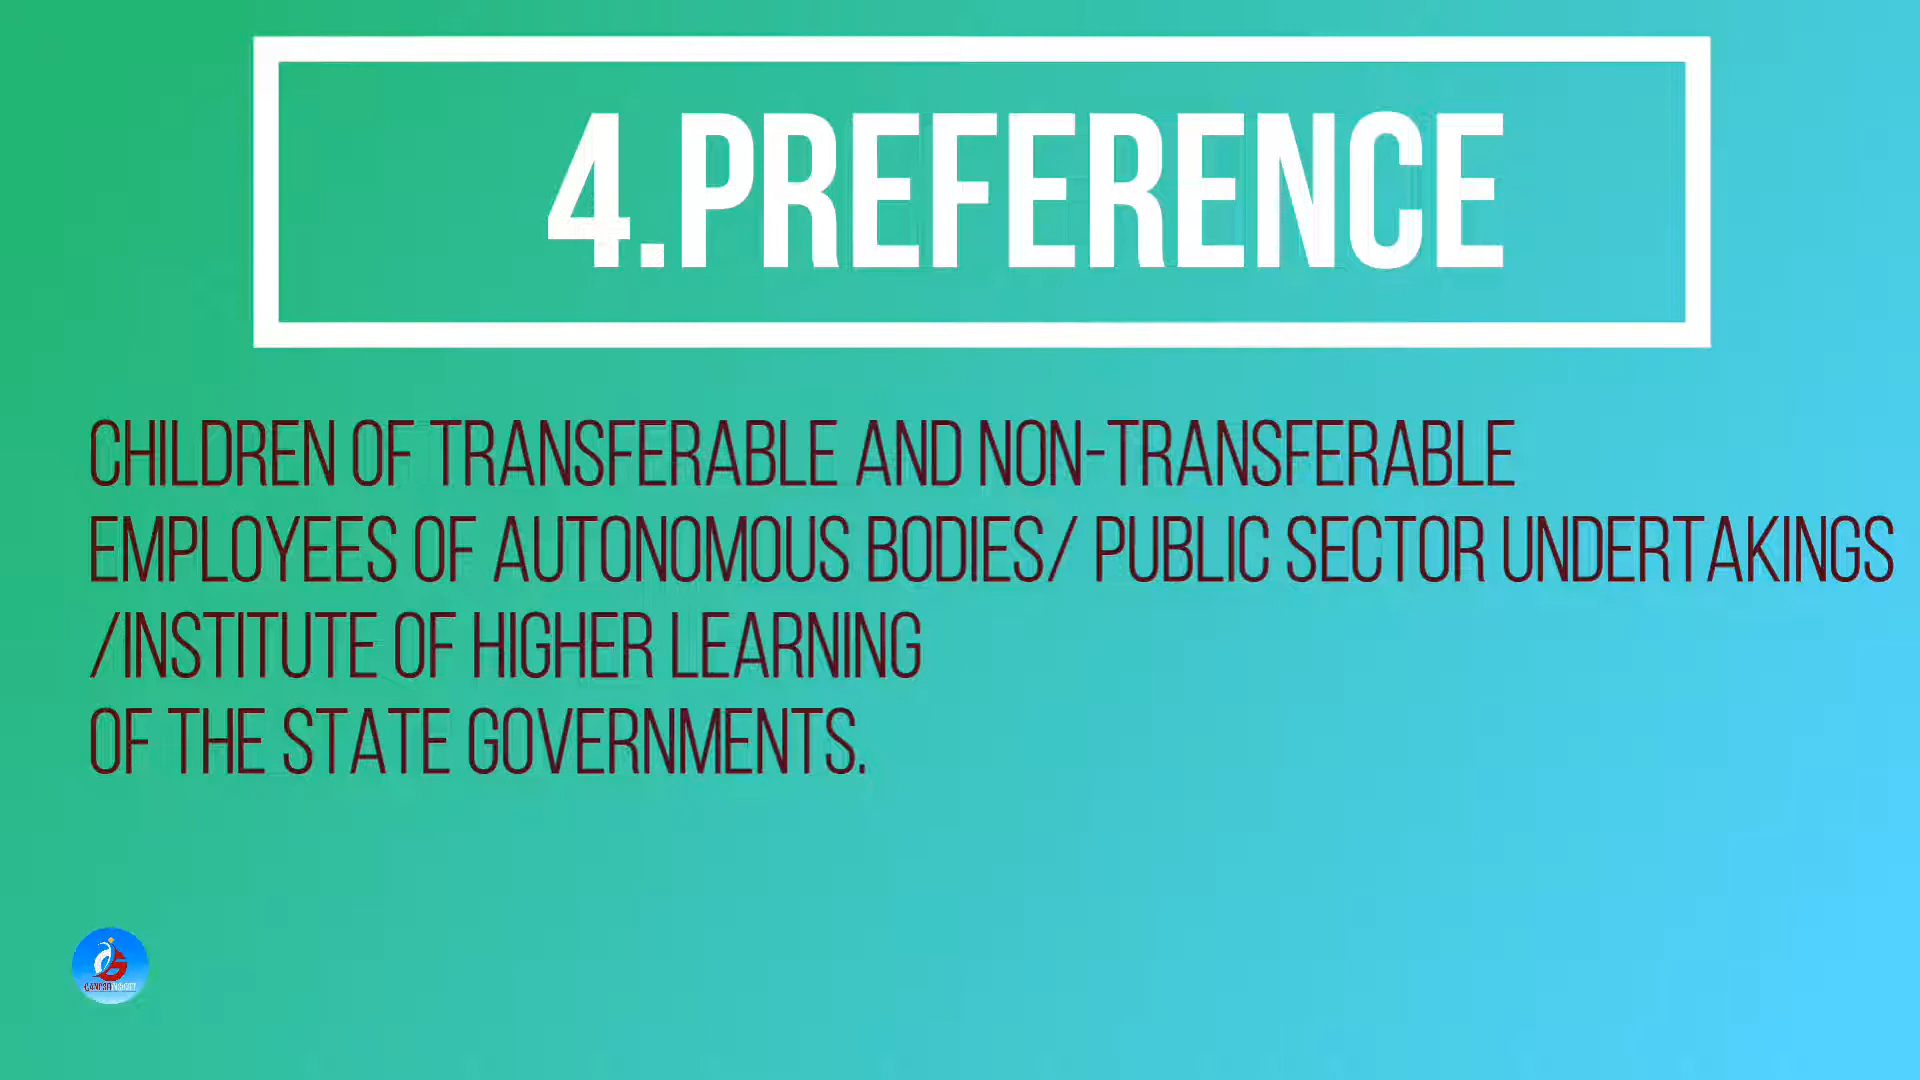 4.PREFERENCE
CHILDREN OF TRANSFERABLE AND NON-TRANSFERABLE
EMPLOYEES OF AUTONOMOUS BODIES/ PUBLIC SECTOR UNDERTAKINGS
/INSTITUTE OF HIGHER LEARNING
OF THE STATE GOVERNMENTS.